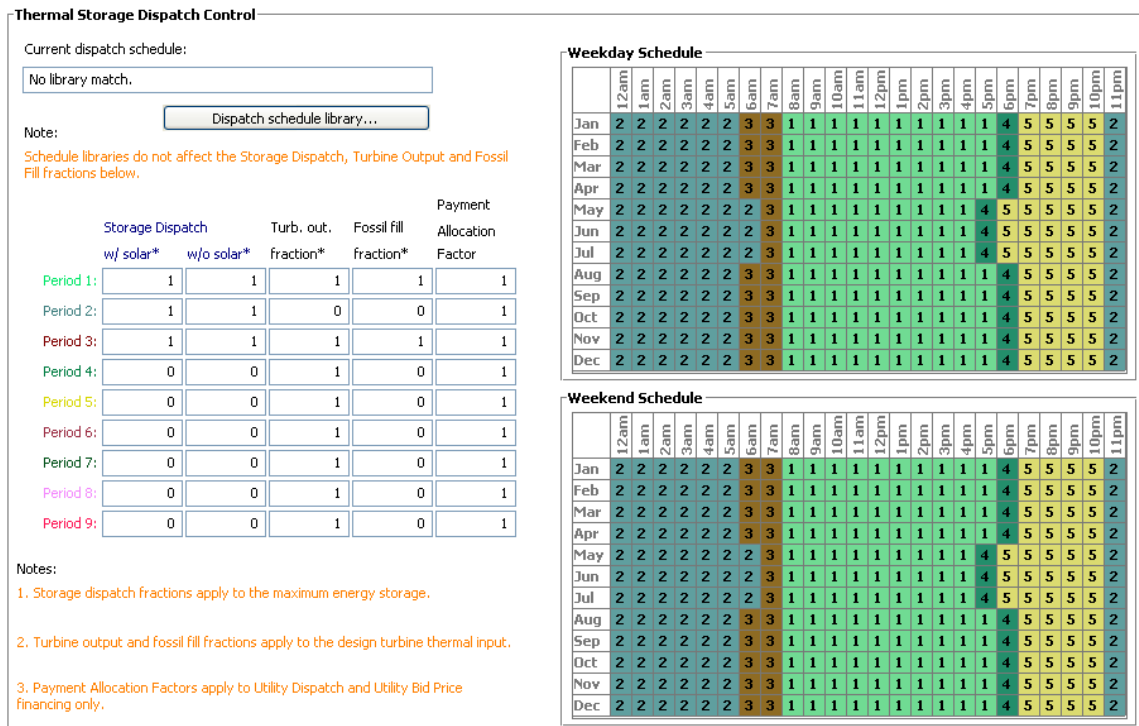 Thermal Storage Dispatch Control
Current dispatch schedule:
No library match.
Dispatch schedule library...
Note:
Schedule libraries do not affect the Storage Dispatch, Turbine Output and Fossil
Fill fractions below.
Storage Dispatch Turb. out. Fossil fill Payment Allocation Factor
w/ solar* w/o solar* fraction* fraction*
Period 1: 1 1 1 1 1
Period 2: 1 1 0 0 1
Period 3: 1 1 1 1 1
Period 4: 0 0 1 0 1
Period 5: 0 0 1 0 1
Period 6: 0 0 1 0 1
Period 7: 0 0 1 0 1
Period 8: 0 0 1 0 1
Period 9: 0 0 1 0 1
Notes:
1. Storage dispatch fractions apply to the maximum energy storage.
2. Turbine output and fossil fill fractions apply to the design turbine thermal input.
3. Payment Allocation Factors apply to Utility Dispatch and Utility Bid Price
financing only.
Weekday Schedule
12am 1am 2am 3am 4am 5am 6am 7am 8am 9am 10am 11am 12pm 1pm 2pm 3pm 4pm 5pm 6pm 7pm 8pm 9pm 10pm 11pm
Jan 2 2 2 2 2 2 3 3 1 1 1 1 1 1 1 1 1 1 4 5 5 5 5 2
Feb 2 2 2 2 2 2 3 3 1 1 1 1 1 1 1 1 1 1 4 5 5 5 5 2
Mar 2 2 2 2 2 2 3 3 1 1 1 1 1 1 1 1 1 1 4 5 5 5 5 2
Apr 2 2 2 2 2 2 3 3 1 1 1 1 1 1 1 1 1 1 4 5 5 5 5 2
May 2 2 2 2 2 2 2 3 1 1 1 1 1 1 1 1 1 4 5 5 5 5 5 2
Jun 2 2 2 2 2 2 2 3 1 1 1 1 1 1 1 1 1 4 5 5 5 5 5 2
Jul 2 2 2 2 2 2 2 3 1 1 1 1 1 1 1 1 1 4 5 5 5 5 5 2
Aug 2 2 2 2 2 2 3 3 1 1 1 1 1 1 1 1 1 1 4 5 5 5 5 2
Sep 2 2 2 2 2 2 3 3 1 1 1 1 1 1 1 1 1 1 4 5 5 5 5 2
Oct 2 2 2 2 2 2 3 3 1 1 1 1 1 1 1 1 1 1 4 5 5 5 5 2
Nov 2 2 2 2 2 2 3 3 1 1 1 1 1 1 1 1 1 1 4 5 5 5 5 2
Dec 2 2 2 2 2 2 3 3 1 1 1 1 1 1 1 1 1 1 4 5 5 5 5 2
Weekend Schedule
12am 1am 2am 3am 4am 5am 6am 7am 8am 9am 10am 11am 12pm 1pm 2pm 3pm 4pm 5pm 6pm 7pm 8pm 9pm 10pm 11pm
Jan 2 2 2 2 2 2 3 3 1 1 1 1 1 1 1 1 1 1 4 5 5 5 5 2
Feb 2 2 2 2 2 2 3 3 1 1 1 1 1 1 1 1 1 1 4 5 5 5 5 2
Mar 2 2 2 2 2 2 3 3 1 1 1 1 1 1 1 1 1 1 4 5 5 5 5 2
Apr 2 2 2 2 2 2 3 3 1 1 1 1 1 1 1 1 1 1 4 5 5 5 5 2
May 2 2 2 2 2 2 2 3 1 1 1 1 1 1 1 1 1 4 5 5 5 5 5 2
Jun 2 2 2 2 2 2 2 3 1 1 1 1 1 1 1 1 1 4 5 5 5 5 5 2
Jul 2 2 2 2 2 2 2 3 1 1 1 1 1 1 1 1 1 4 5 5 5 5 5 2
Aug 2 2 2 2 2 2 3 3 1 1 1 1 1 1 1 1 1 1 4 5 5 5 5 2
Sep 2 2 2 2 2 2 3 3 1 1 1 1 1 1 1 1 1 1 4 5 5 5 5 2
Oct 2 2 2 2 2 2 3 3 1 1 1 1 1 1 1 1 1 1 4 5 5 5 5 2
Nov 2 2 2 2 2 2 3 3 1 1 1 1 1 1 1 1 1 1 4 5 5 5 5 2
Dec 2 2 2 2 2 2 3 3 1 1 1 1 1 1 1 1 1 1 4 5 5 5 5 2